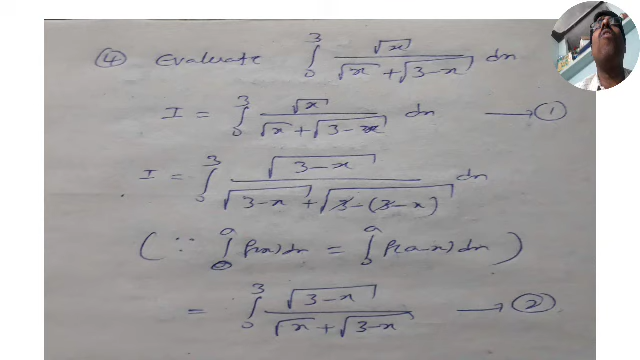 ④ Evaluate ∫₀³ √x / (√x + √(3-x)) dx
I = ∫₀³ √x / (√x + √(3-x)) dx → ①
I = ∫₀³ √(3-x) / (√(3-x) + √(3-(3-x))) dx
(∵ ∫₀ᵃ f(x)dx = ∫₀ᵃ f(a-x)dx)
= ∫₀³ √(3-x) / (√x + √(3-x)) → ②